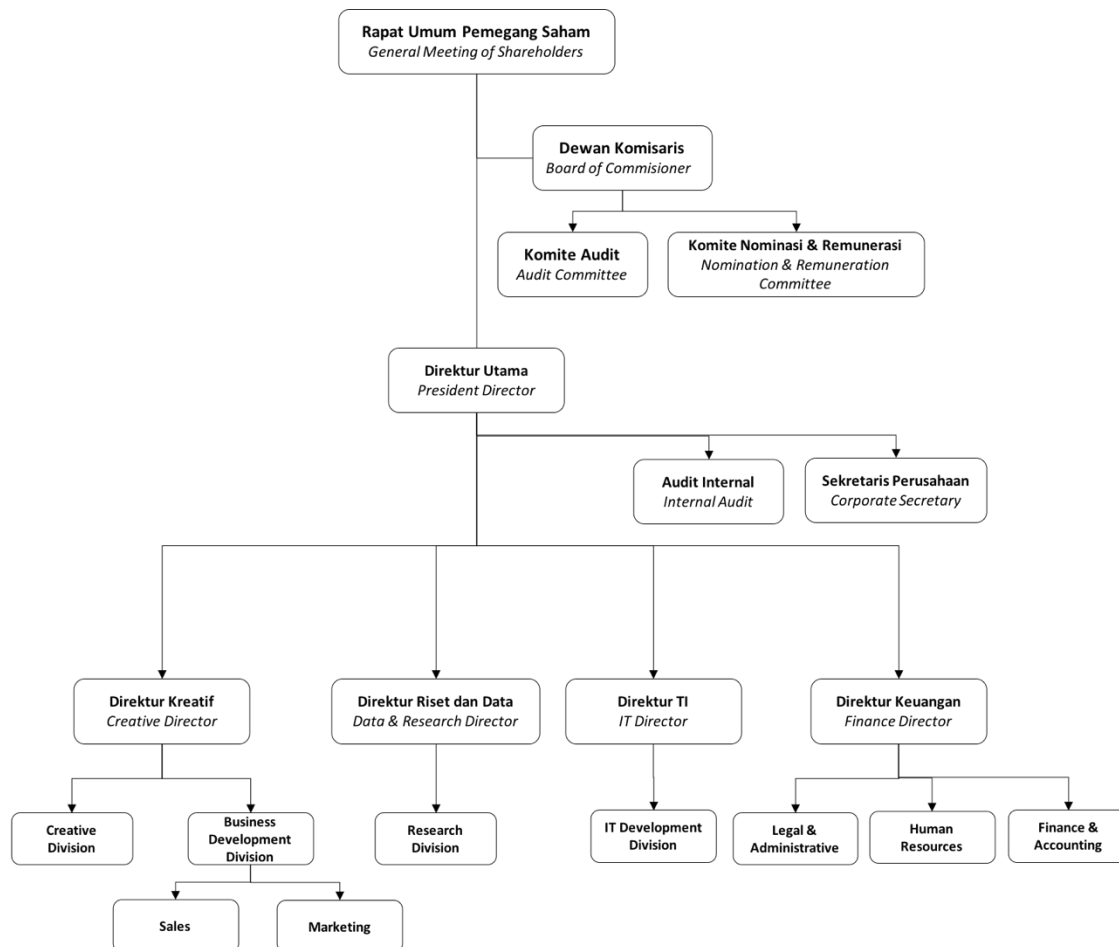 Rapat Umum Pemegang Saham
General Meeting of Shareholders
Dewan Komisaris
Board of Commisioner
Komite Audit
Audit Committee
Komite Nominasi & Remunerasi
Nomination & Remuneration
Committee
Direktur Utama
President Director
Audit Internal
Internal Audit
Sekretaris Perusahaan
Corporate Secretary
Direktur Kreatif
Creative Director
Direktur Riset dan Data
Data & Research Director
Direktur TI
IT Director
Direktur Keuangan
Finance Director
Creative
Division
Business
Development
Division
Research
Division
IT Development
Division
Legal &
Administrative
Human
Resources
Finance &
Accounting
Sales
Marketing